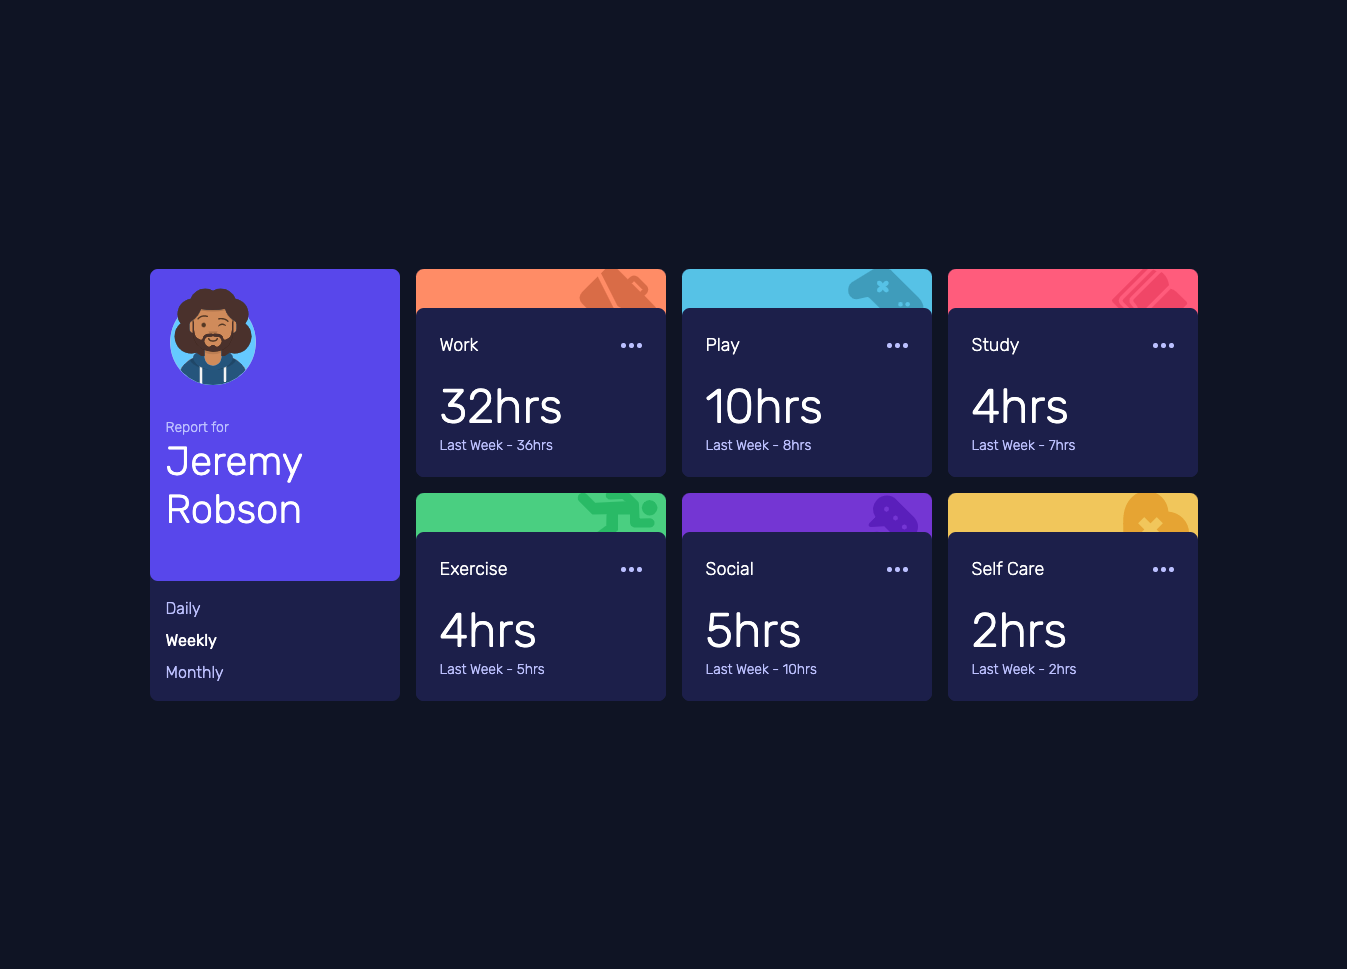 Report for
Jeremy
Robson
Daily
Weekly
Monthly
Work
32hrs
Last Week - 36hrs
Play
10hrs
Last Week - 8hrs
Study
4hrs
Last Week - 7hrs
Exercise
4hrs
Last Week - 5hrs
Social
5hrs
Last Week - 10hrs
Self Care
2hrs
Last Week - 2hrs